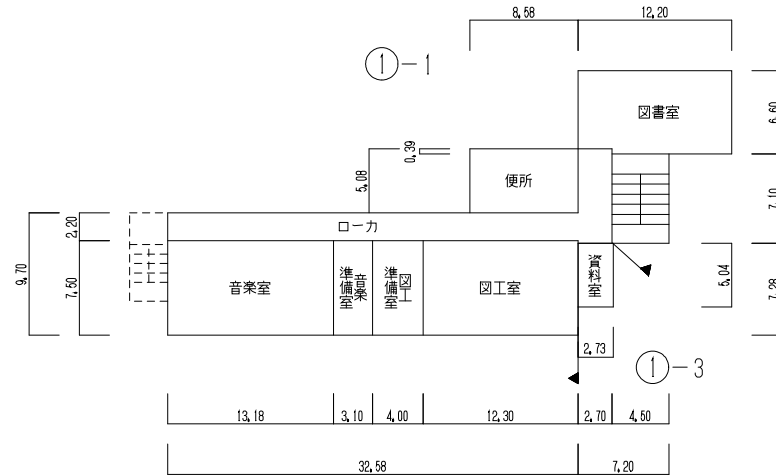 8.58
12.20
①-1
図書室
6.60
0.39
5.08
便所
7.10
2.20
ローカ
9.70
7.50
音楽室
音楽
準備室
図工
準備室
図工室
資料室
5.04
7.28
2.73
①-3
13.18
3.10
4.00
12.30
2.70
4.50
32.58
7.20